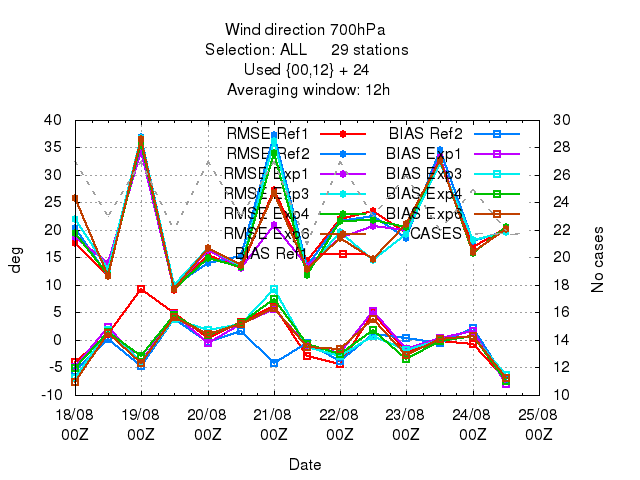 Wind direction 700hPa
Selection: ALL     29 stations
Used {00,12} + 24
Averaging window: 12h
40 30
35 28
30 26
25 24
20 22
15 20
10 18
5 16
0 14
-5 12
-10 10
deg
No cases
RMSE Ref1 BIAS Ref2
RMSE Ref2 BIAS Exp1
RMSE Exp1 BIAS Exp3
RMSE Exp3 BIAS Exp4
RMSE Exp4 BIAS Exp6
RMSE Exp6 CASES
BIAS Ref1
18/08 19/08 20/08 21/08 22/08 23/08 24/08 25/08
00Z 00Z 00Z 00Z 00Z 00Z 00Z 00Z
Date